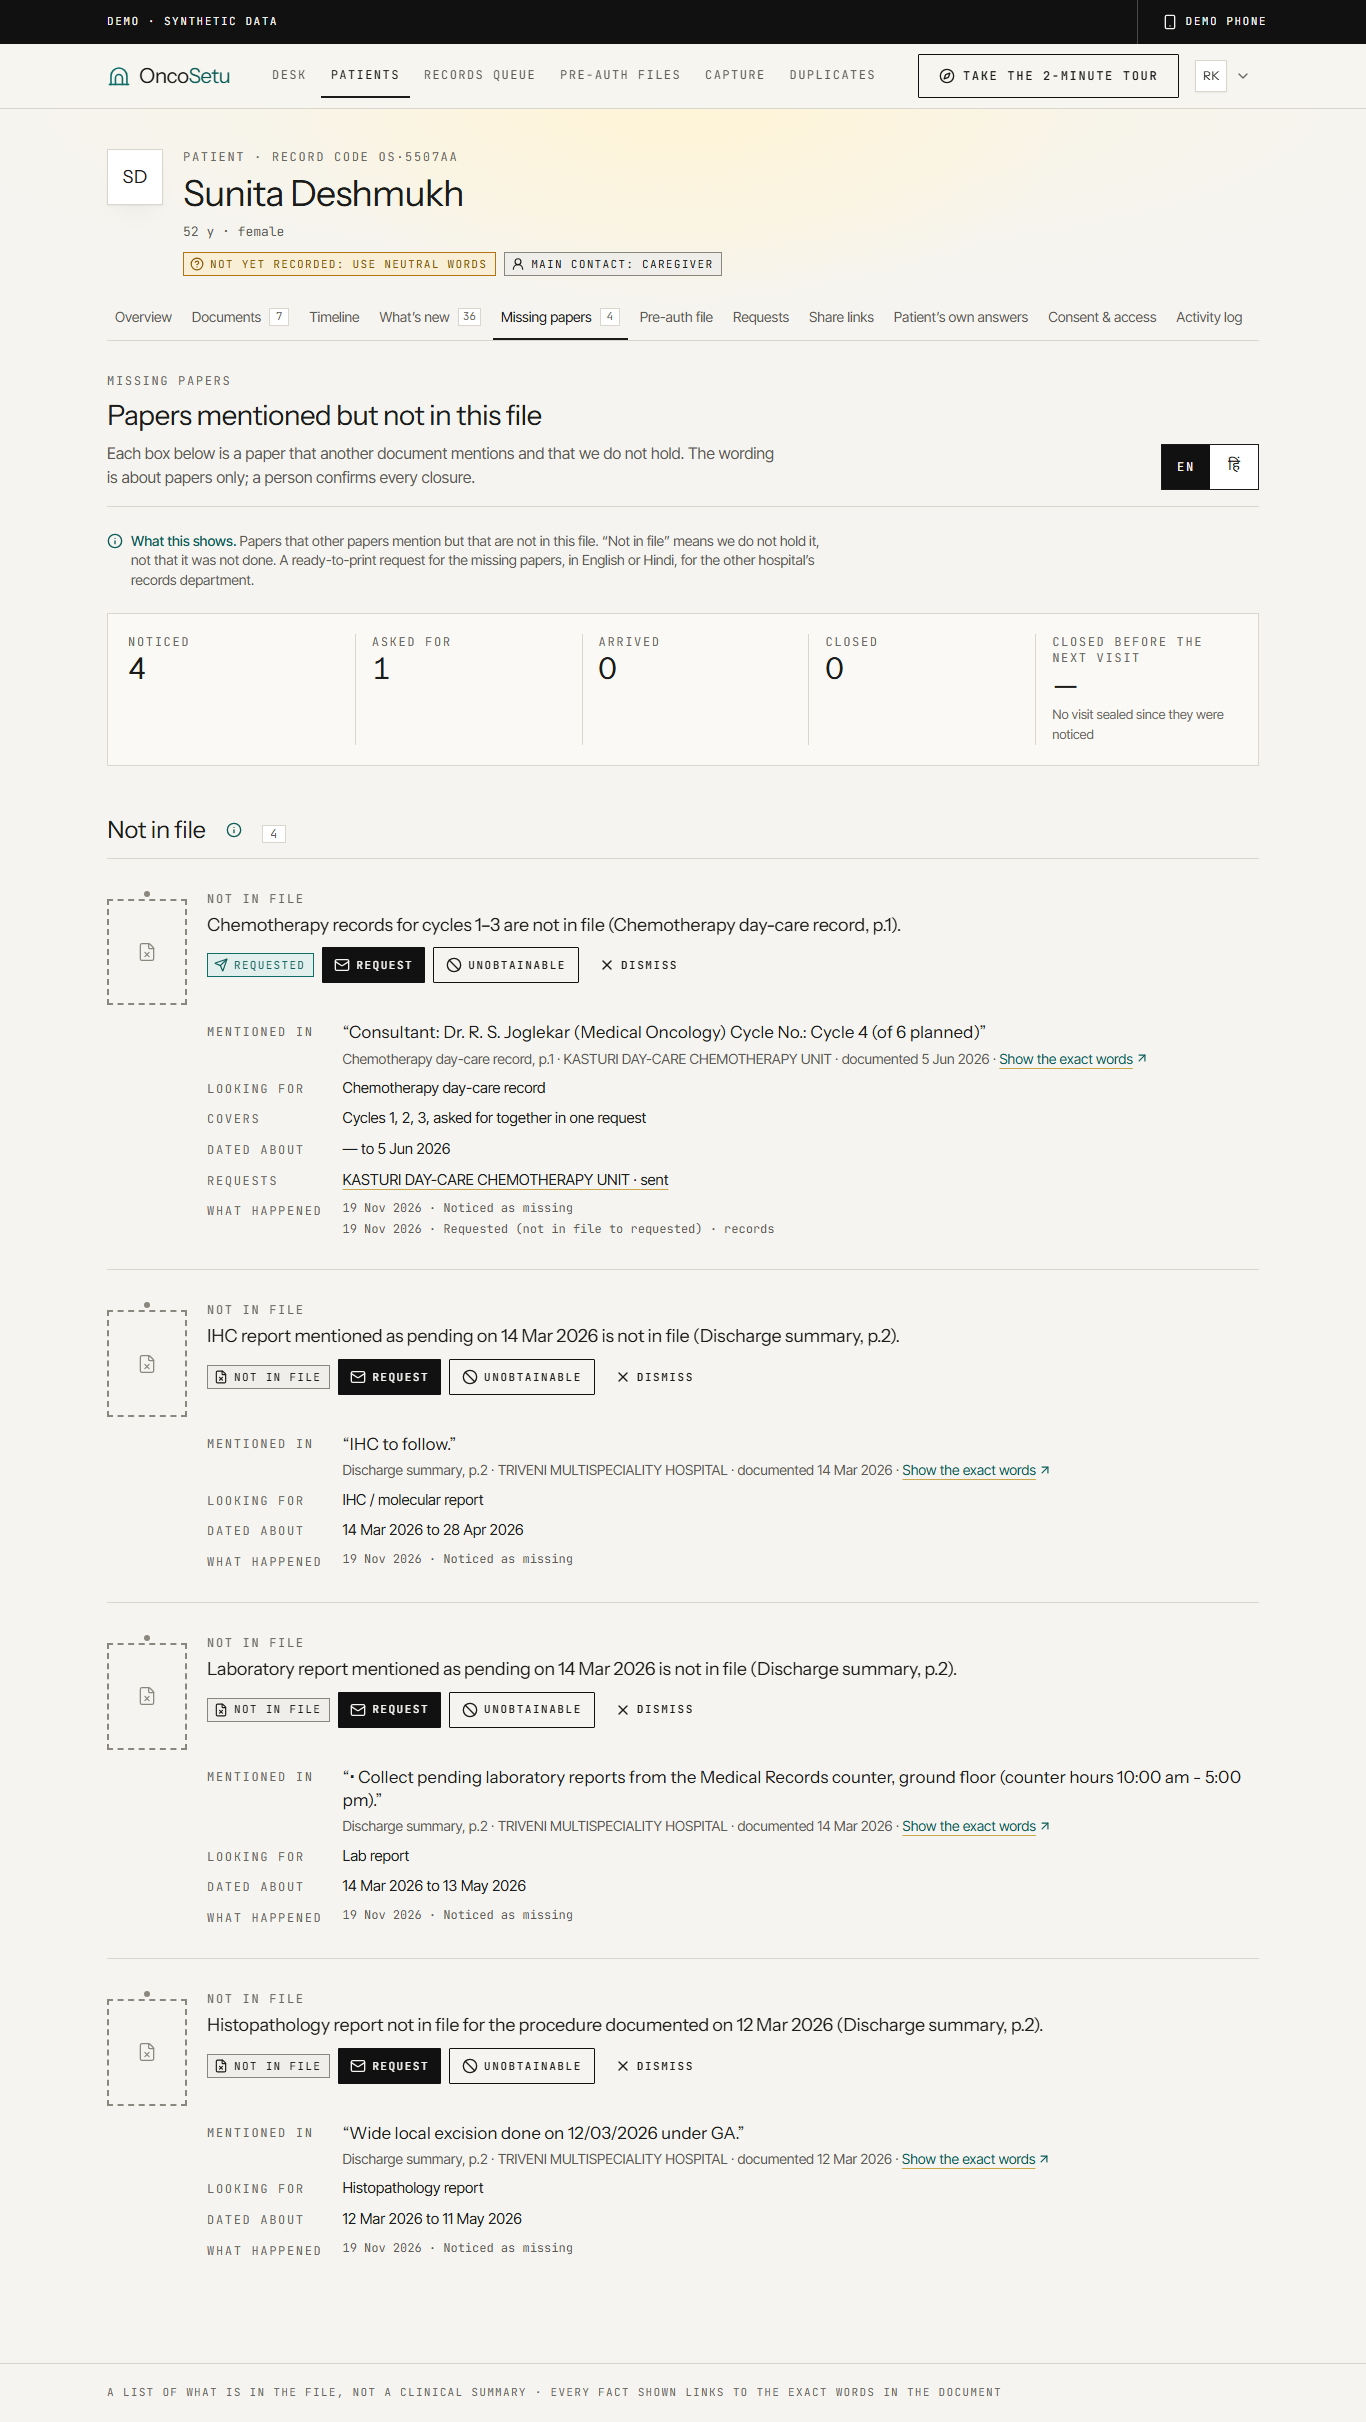 DEMO · SYNTHETIC DATA
DEMO PHONE
OncoSetu
DESK
PATIENTS
RECORDS QUEUE
PRE-AUTH FILES
CAPTURE
DUPLICATES
TAKE THE 2-MINUTE TOUR
RK
SD
PATIENT · RECORD CODE OS·5507AA
Sunita Deshmukh
52 y · female
NOT YET RECORDED: USE NEUTRAL WORDS
MAIN CONTACT: CAREGIVER
Overview
Documents 7
Timeline
What's new 36
Missing papers 4
Pre-auth file
Requests
Share links
Patient's own answers
Consent & access
Activity log
MISSING PAPERS
Papers mentioned but not in this file
Each box below is a paper that another document mentions and that we do not hold. The wording
is about papers only; a person confirms every closure.
EN
हिं
What this shows. Papers that other papers mention but that are not in this file. “Not in file” means we do not hold it,
not that it was not done. A ready-to-print request for the missing papers, in English or Hindi, for the other hospital's
records department.
NOTICED
4
ASKED FOR
1
ARRIVED
0
CLOSED
0
CLOSED BEFORE THE
NEXT VISIT
—
No visit sealed since they were
noticed
Not in file
4
NOT IN FILE
Chemotherapy records for cycles 1–3 are not in file (Chemotherapy day-care record, p.1).
REQUESTED
REQUEST
UNOBTAINABLE
DISMISS
MENTIONED IN
“Consultant: Dr. R. S. Joglekar (Medical Oncology) Cycle No.: Cycle 4 (of 6 planned)”
Chemotherapy day-care record, p.1 · KASTURI DAY-CARE CHEMOTHERAPY UNIT · documented 5 Jun 2026 · Show the exact words
LOOKING FOR
Chemotherapy day-care record
COVERS
Cycles 1, 2, 3, asked for together in one request
DATED ABOUT
— to 5 Jun 2026
REQUESTS
KASTURI DAY-CARE CHEMOTHERAPY UNIT · sent
WHAT HAPPENED
19 Nov 2026 · Noticed as missing
19 Nov 2026 · Requested (not in file to requested) · records
NOT IN FILE
IHC report mentioned as pending on 14 Mar 2026 is not in file (Discharge summary, p.2).
NOT IN FILE
REQUEST
UNOBTAINABLE
DISMISS
MENTIONED IN
“IHC to follow.”
Discharge summary, p.2 · TRIVENI MULTISPECIALITY HOSPITAL · documented 14 Mar 2026 · Show the exact words
LOOKING FOR
IHC / molecular report
DATED ABOUT
14 Mar 2026 to 28 Apr 2026
WHAT HAPPENED
19 Nov 2026 · Noticed as missing
NOT IN FILE
Laboratory report mentioned as pending on 14 Mar 2026 is not in file (Discharge summary, p.2).
NOT IN FILE
REQUEST
UNOBTAINABLE
DISMISS
MENTIONED IN
“• Collect pending laboratory reports from the Medical Records counter, ground floor (counter hours 10:00 am - 5:00
pm).”
Discharge summary, p.2 · TRIVENI MULTISPECIALITY HOSPITAL · documented 14 Mar 2026 · Show the exact words
LOOKING FOR
Lab report
DATED ABOUT
14 Mar 2026 to 13 May 2026
WHAT HAPPENED
19 Nov 2026 · Noticed as missing
NOT IN FILE
Histopathology report not in file for the procedure documented on 12 Mar 2026 (Discharge summary, p.2).
NOT IN FILE
REQUEST
UNOBTAINABLE
DISMISS
MENTIONED IN
“Wide local excision done on 12/03/2026 under GA.”
Discharge summary, p.2 · TRIVENI MULTISPECIALITY HOSPITAL · documented 12 Mar 2026 · Show the exact words
LOOKING FOR
Histopathology report
DATED ABOUT
12 Mar 2026 to 11 May 2026
WHAT HAPPENED
19 Nov 2026 · Noticed as missing
A LIST OF WHAT IS IN THE FILE, NOT A CLINICAL SUMMARY · EVERY FACT SHOWN LINKS TO THE EXACT WORDS IN THE DOCUMENT